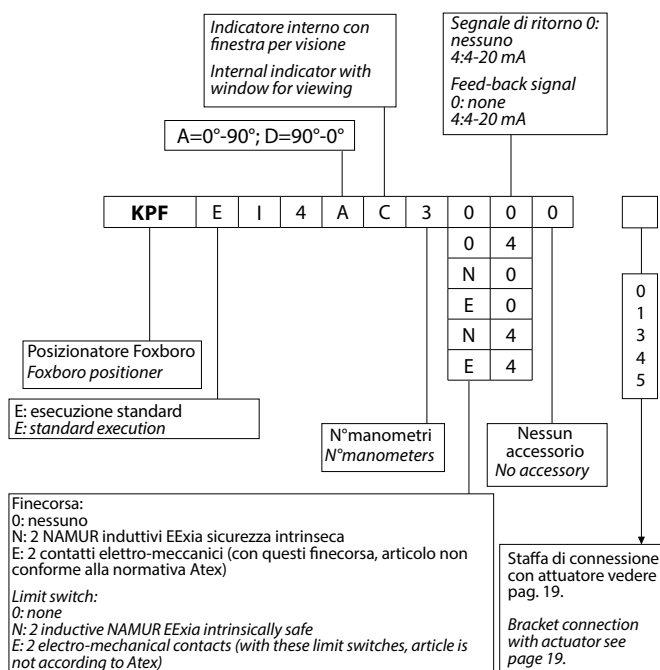 Indicatore interno con
finestra per visione
Internal indicator with
window for viewing
Segnale di ritorno 0:
nessuno
4:4-20 mA
Feed-back signal
0: none
4:4-20 mA
A=0°-90°; D=90°-0°
KPF E I 4 A C 3 0 0 0
0 4
N 0
E 0
N 4
E 4
0
1
3
4
5
Posizionatore Foxboro
Foxboro positioner
E: esecuzione standard
E: standard execution
N°manometri
N°manometers
Nessun
accessorio
No accessory
Finecorsa:
0: nessuno
N: 2 NAMUR induttivi EExia sicurezza intrinseca
E: 2 contatti elettro-meccanici (con questi finecorsa, articolo non
conforme alla normativa Atex)
Limit switch:
0: none
N: 2 inductive NAMUR EExia intrinsically safe
E: 2 electro-mechanical contacts (with these limit switches, article is
not according to Atex)
Staffa di connessione
con attuatore vedere
pag. 19.
Bracket connection
with actuator see
page 19.